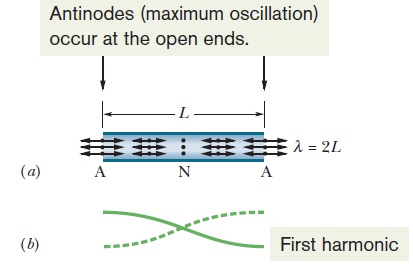 Antinodes (maximum oscillation)
occur at the open ends.
L
λ = 2L
(a)
A N A
(b)
First harmonic